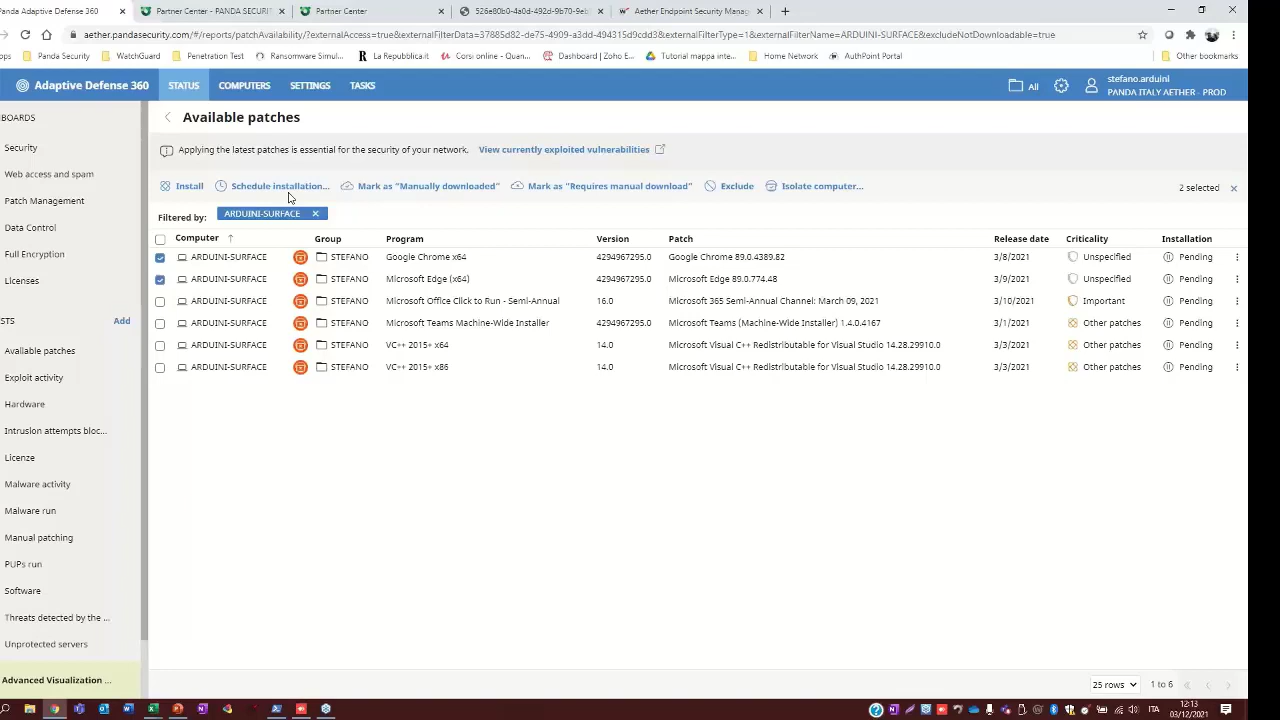 anda Adaptive Defense 360
Partner Center - PANDA SECURI
Partner Center
526e80b0-4a0d-492d-9b70-9eb
Aether Endpoint Security Manag
aether.pandasecurity.com/#/reports/patchAvailability/?externalAccess=true&externalFilterData=37885d82-de75-4909-a3dd-494315d9cdd3&externalFilterType=1&externalFilterName=ARDUINI-SURFACE&excludeNotDownloadable=true
pps
Panda Security
WatchGuard
Penetration Test
Ransomware Simul...
La Repubblica.it
Corsi online - Quan...
Dashboard | Zoho E...
Tutorial mappa inte...
Home Network
AuthPoint Portal
Other bookmarks
Adaptive Defense 360
STATUS
COMPUTERS
SETTINGS
TASKS
All
stefano.arduini
PANDA ITALY AETHER - PROD
BOARDS
Security
Web access and spam
Patch Management
Data Control
Full Encryption
Licenses
STS
Add
Available patches
Exploit activity
Hardware
Intrusion attempts bloc...
Licenze
Malware activity
Malware run
Manual patching
PUPs run
Software
Threats detected by the ...
Unprotected servers
Advanced Visualization ...
Available patches
Applying the latest patches is essential for the security of your network. View currently exploited vulnerabilities
Install
Schedule installation...
Mark as "Manually downloaded"
Mark as "Requires manual download"
Exclude
Isolate computer...
2 selected
Filtered by: ARDUINI-SURFACE
Computer Group Program Version Patch Release date Criticality Installation
ARDUINI-SURFACE STEFANO Google Chrome x64 4294967295.0 Google Chrome 89.0.4389.82 3/8/2021 Unspecified Pending
ARDUINI-SURFACE STEFANO Microsoft Edge (x64) 4294967295.0 Microsoft Edge 89.0.774.48 3/9/2021 Unspecified Pending
ARDUINI-SURFACE STEFANO Microsoft Office Click to Run - Semi-Annual 16.0 Microsoft 365 Semi-Annual Channel: March 09, 2021 3/10/2021 Important Pending
ARDUINI-SURFACE STEFANO Microsoft Teams Machine-Wide Installer 4294967295.0 Microsoft Teams (Machine-Wide Installer) 1.4.0.4167 3/1/2021 Other patches Pending
ARDUINI-SURFACE STEFANO VC++ 2015+ x64 14.0 Microsoft Visual C++ Redistributable for Visual Studio 14.28.29910.0 3/3/2021 Other patches Pending
ARDUINI-SURFACE STEFANO VC++ 2015+ x86 14.0 Microsoft Visual C++ Redistributable for Visual Studio 14.28.29910.0 3/3/2021 Other patches Pending
25 rows
1 to 6
ITA
12:13
03/12/2021